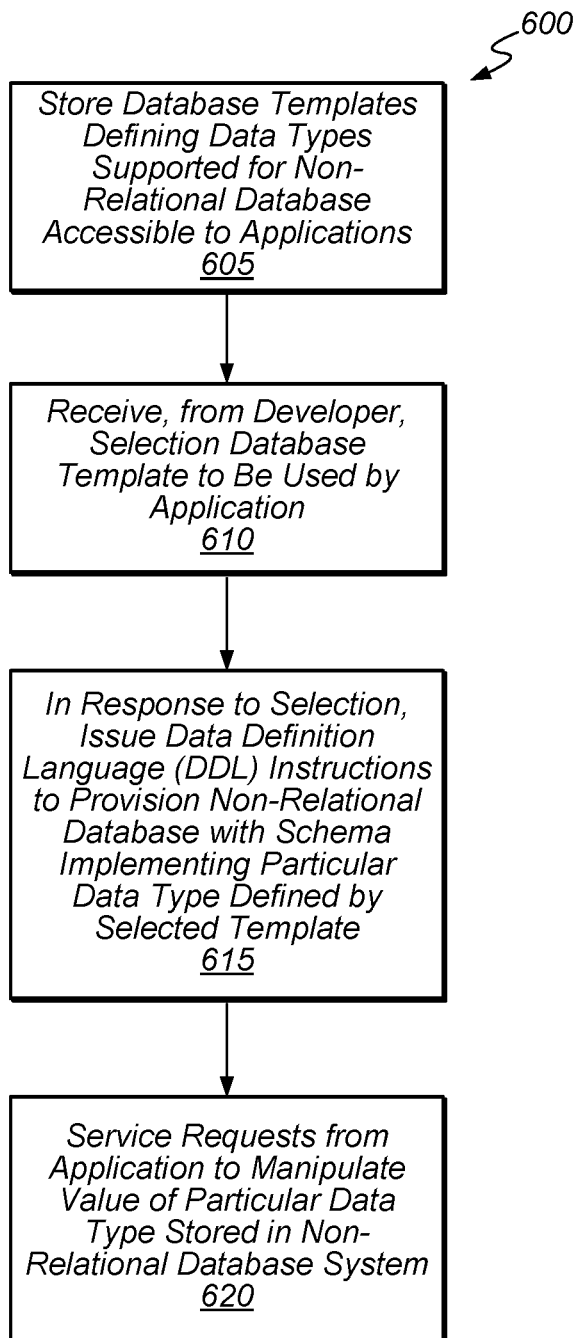 600
Store Database Templates
Defining Data Types
Supported for Non-
Relational Database
Accessible to Applications
605
Receive, from Developer,
Selection Database
Template to Be Used by
Application
610
In Response to Selection,
Issue Data Definition
Language (DDL) Instructions
to Provision Non-Relational
Database with Schema
Implementing Particular
Data Type Defined by
Selected Template
615
Service Requests from
Application to Manipulate
Value of Particular Data
Type Stored in Non-
Relational Database System
620